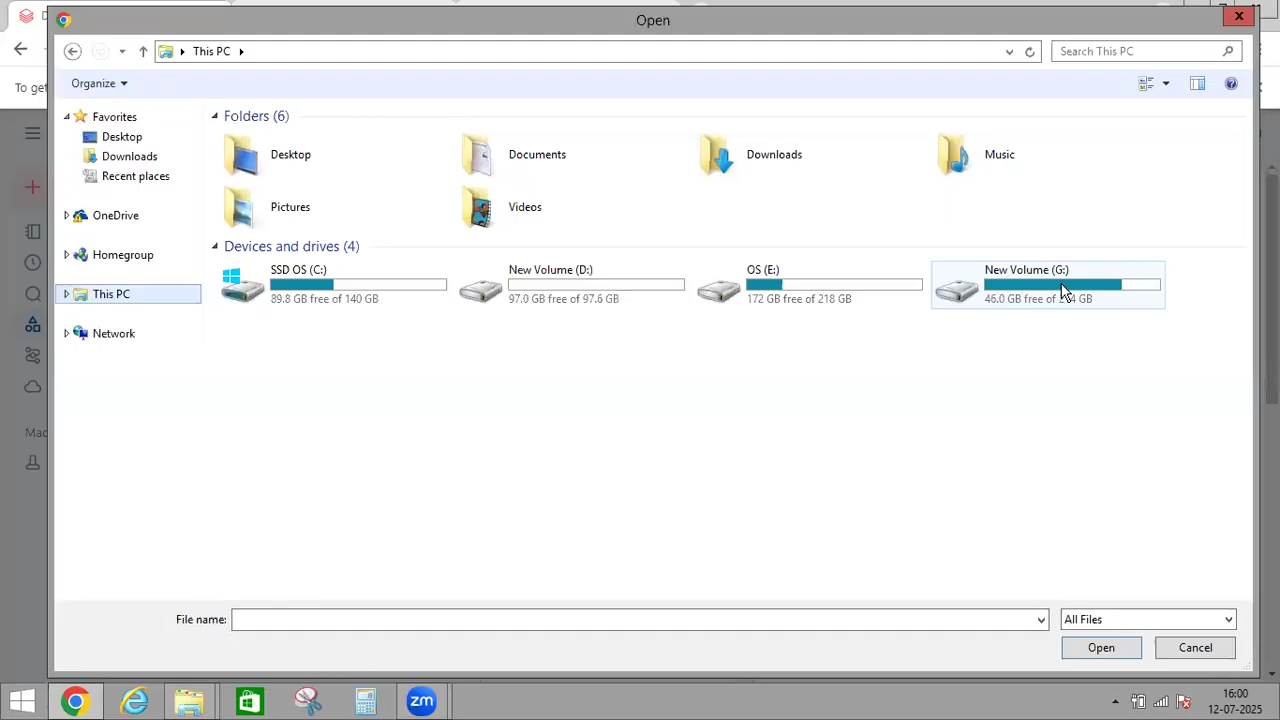 Open
This PC
Search This PC
To get
Organize
Favorites
Desktop
Downloads
Recent places
OneDrive
Homegroup
This PC
Network
Folders (6)
Desktop
Documents
Downloads
Music
Pictures
Videos
Devices and drives (4)
SSD OS (C:)
89.8 GB free of 140 GB
New Volume (D:)
97.0 GB free of 97.6 GB
OS (E:)
172 GB free of 218 GB
New Volume (G:)
46.0 GB free of GB
Mac
File name:
All Files
Open
Cancel
zm
16:00
12-07-2025